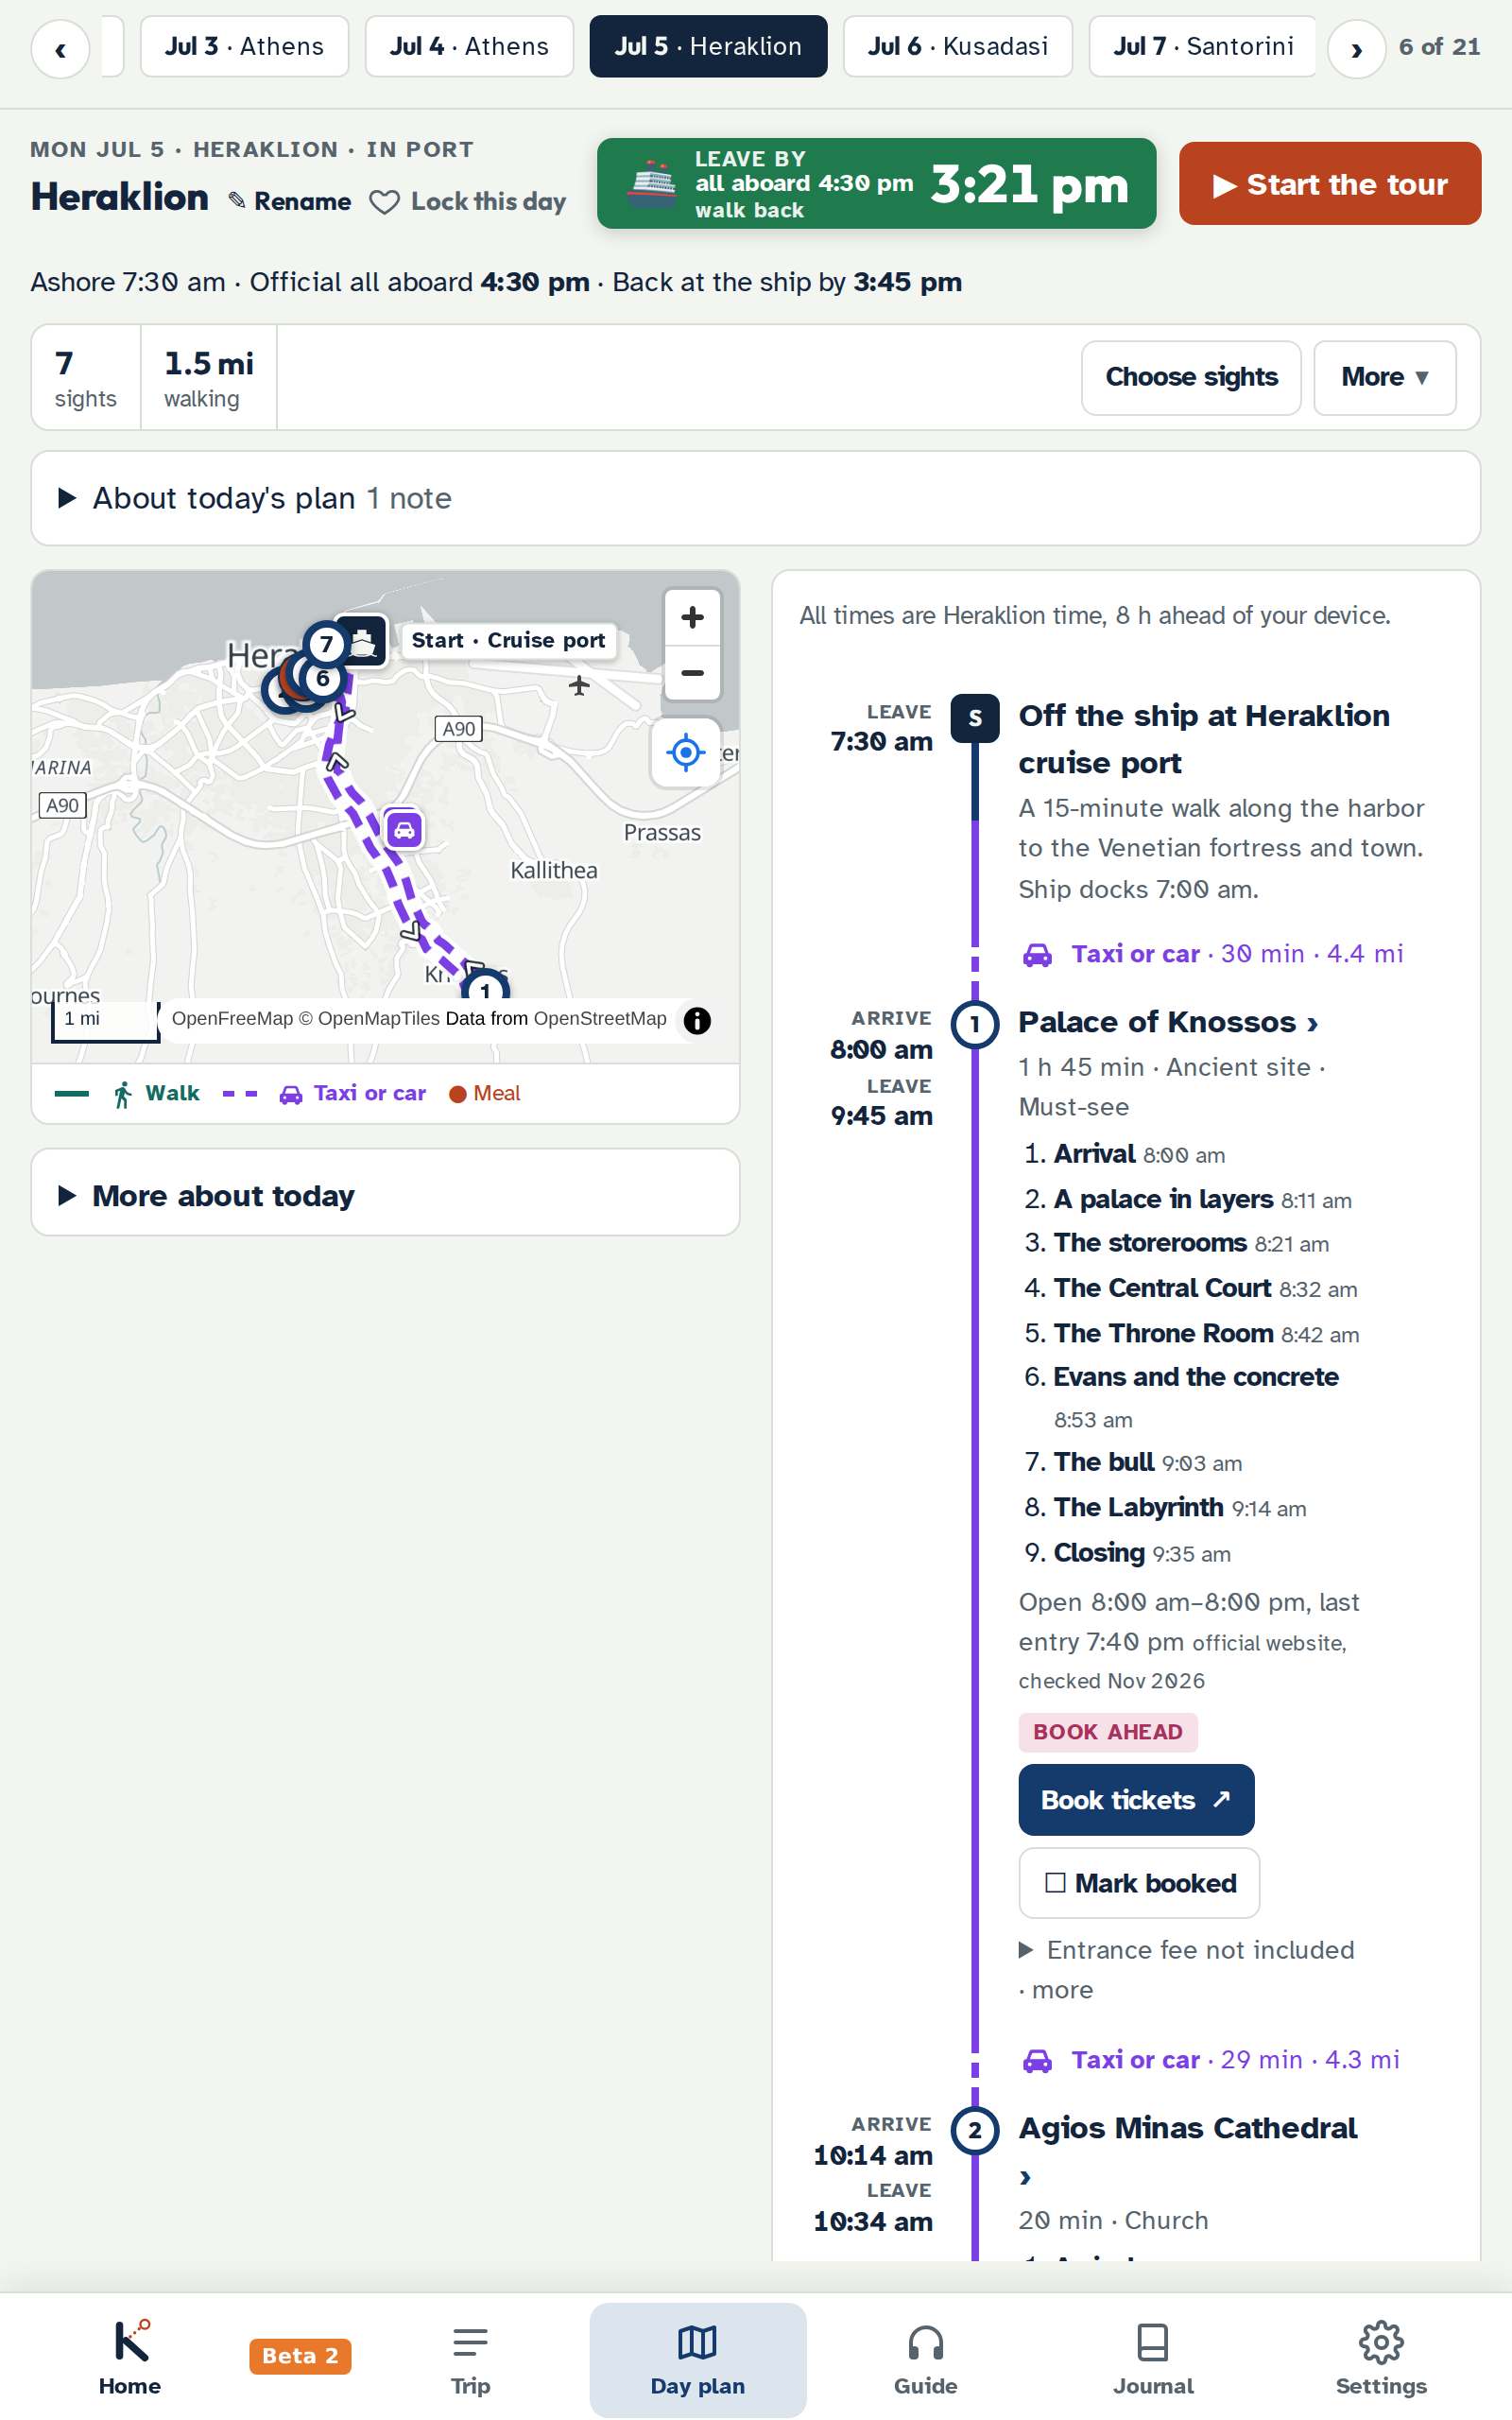 ‹
Jul 3 · Athens
Jul 4 · Athens
Jul 5 · Heraklion
Jul 6 · Kusadasi
Jul 7 · Santorini
›
6 of 21
MON JUL 5 · HERAKLION · IN PORT
Heraklion
✎ Rename
Lock this day
LEAVE BY
all aboard 4:30 pm
walk back
3:21 pm
▶ Start the tour
Ashore 7:30 am · Official all aboard 4:30 pm · Back at the ship by 3:45 pm
7
sights
1.5 mi
walking
Choose sights
More ▼
▶ About today's plan 1 note
7
6
Start · Cruise port
+
−
A90
A90
Prassas
Kallithea
1
1 mi
OpenFreeMap © OpenMapTiles Data from OpenStreetMap
Walk
Taxi or car
Meal
▶ More about today
All times are Heraklion time, 8 h ahead of your device.
LEAVE
7:30 am
S
Off the ship at Heraklion
cruise port
A 15-minute walk along the harbor
to the Venetian fortress and town.
Ship docks 7:00 am.
Taxi or car · 30 min · 4.4 mi
ARRIVE
8:00 am
LEAVE
9:45 am
1
Palace of Knossos ›
1 h 45 min · Ancient site ·
Must-see
1. Arrival 8:00 am
2. A palace in layers 8:11 am
3. The storerooms 8:21 am
4. The Central Court 8:32 am
5. The Throne Room 8:42 am
6. Evans and the concrete
8:53 am
7. The bull 9:03 am
8. The Labyrinth 9:14 am
9. Closing 9:35 am
Open 8:00 am–8:00 pm, last
entry 7:40 pm official website,
checked Nov 2026
BOOK AHEAD
Book tickets ↗
☐ Mark booked
▶ Entrance fee not included
· more
Taxi or car · 29 min · 4.3 mi
ARRIVE
10:14 am
LEAVE
10:34 am
2
Agios Minas Cathedral
›
20 min · Church
Home
Beta 2
Trip
Day plan
Guide
Journal
Settings